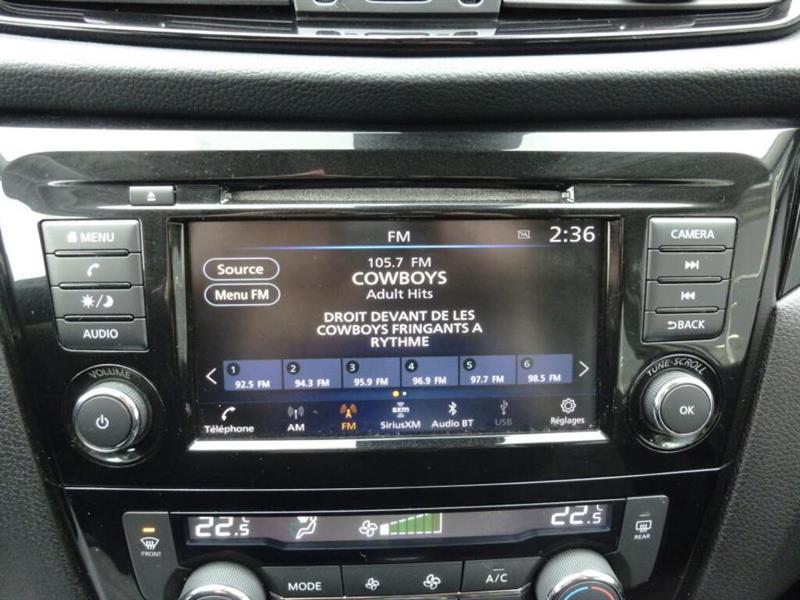 FM
2:36
MENU
CAMERA
105.7 FM
Source
COWBOYS
Adult Hits
Menu FM
DROIT DEVANT DE LES
COWBOYS FRINGANTS A
RYTHME
AUDIO
BACK
VOLUME
TUNE·SCROLL
1 2 3 4 5 6
92.5 FM 94.3 FM 95.9 FM 96.9 FM 97.7 FM 98.5 FM
OK
sxm
Téléphone AM FM SiriusXM Audio BT USB Réglages
22.5 22.5
FRONT
REAR
MODE
A/C